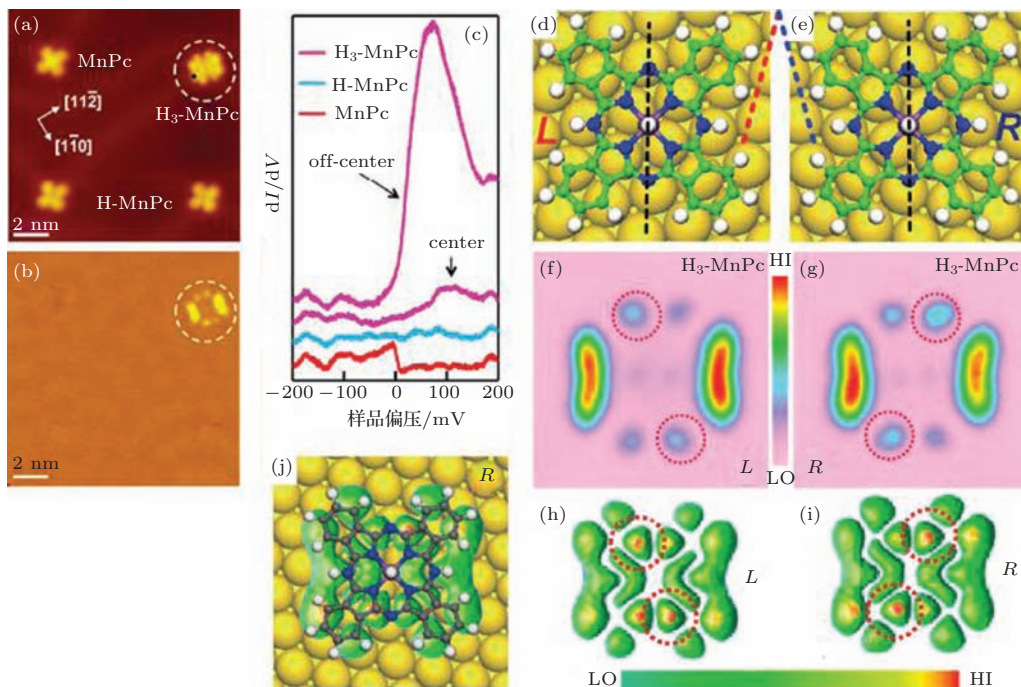 (a)
MnPc
H₃-MnPc
[112̄]
[11̄0]
H-MnPc
2 nm
(b)
2 nm
(c)
H₃-MnPc
H-MnPc
MnPc
off-center
center
dI/dV
−200 −100 0 100 200
样品偏压/mV
(d)
L
(e)
R
(f)
H₃-MnPc
L
HI
LO
(g)
H₃-MnPc
R
(h)
L
(i)
R
(j)
R
LO
HI